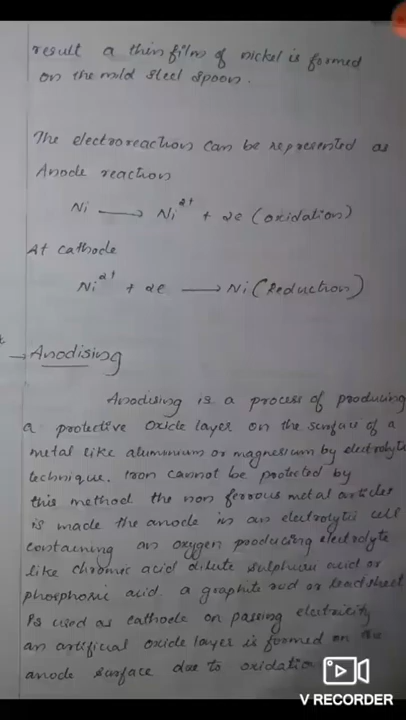 result a thin film of nickel is formed
on the mild steel spoon.
The electroreaction can be represented as
Anode reaction
Ni → Ni²⁺ + 2e (oxidation)
At cathode
Ni²⁺ + 2e → Ni (reduction)
→ Anodising
Anodising is a process of producing
a protective oxide layer on the surface of a
metal like aluminium or magnesium by electrolytic
technique. Iron cannot be protected by
this method the non ferrous metal articles
is made the anode in an electrolytic cell
containing an oxygen producing electrolyte
like chromic acid dilute sulphuric acid or
phosphoric acid. a graphite rod or lead sheet
is used as cathode on passing electricity
an artificial oxide layer is formed on the
anode surface due to oxidation
V RECORDER